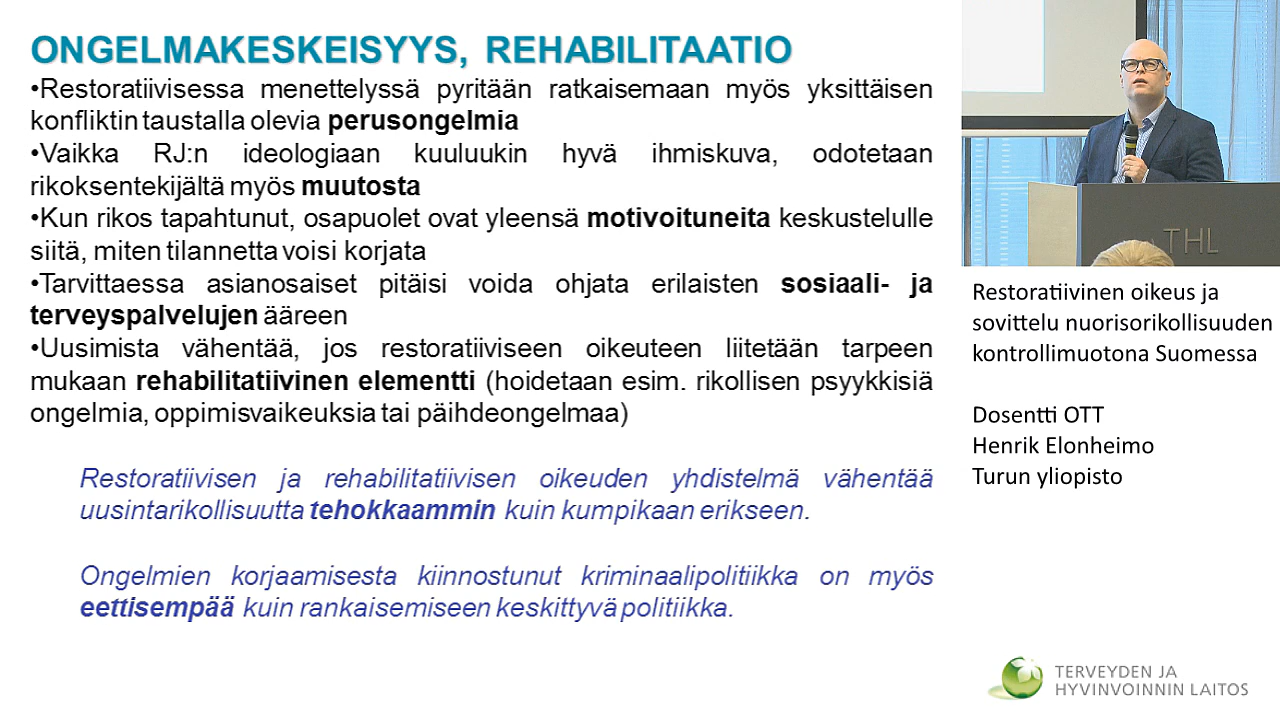 ONGELMAKESKEISYYS, REHABILITAATIO
•Restoratiivisessa menettelyssä pyritään ratkaisemaan myös yksittäisen
konfliktin taustalla olevia perusongelmia
•Vaikka RJ:n ideologiaan kuuluukin hyvä ihmiskuva, odotetaan
rikoksentekijältä myös muutosta
•Kun rikos tapahtunut, osapuolet ovat yleensä motivoituneita keskustelulle
siitä, miten tilannetta voisi korjata
•Tarvittaessa asianosaiset pitäisi voida ohjata erilaisten sosiaali- ja
terveyspalvelujen ääreen
•Uusimista vähentää, jos restoratiiviseen oikeuteen liitetään tarpeen
mukaan rehabilitatiivinen elementti (hoidetaan esim. rikollisen psyykkisiä
ongelmia, oppimisvaikeuksia tai päihdeongelmaa)
Restoratiivisen ja rehabilitatiivisen oikeuden yhdistelmä vähentää
uusintarikollisuutta tehokkaammin kuin kumpikaan erikseen.
Ongelmien korjaamisesta kiinnostunut kriminaalipolitiikka on myös
eettisempää kuin rankaisemiseen keskittyvä politiikka.
THL
Restoratiivinen oikeus ja
sovittelu nuorisorikollisuuden
kontrollimuotona Suomessa
Dosentti OTT
Henrik Elonheimo
Turun yliopisto
TERVEYDEN JA
HYVINVOINNIN LAITOS